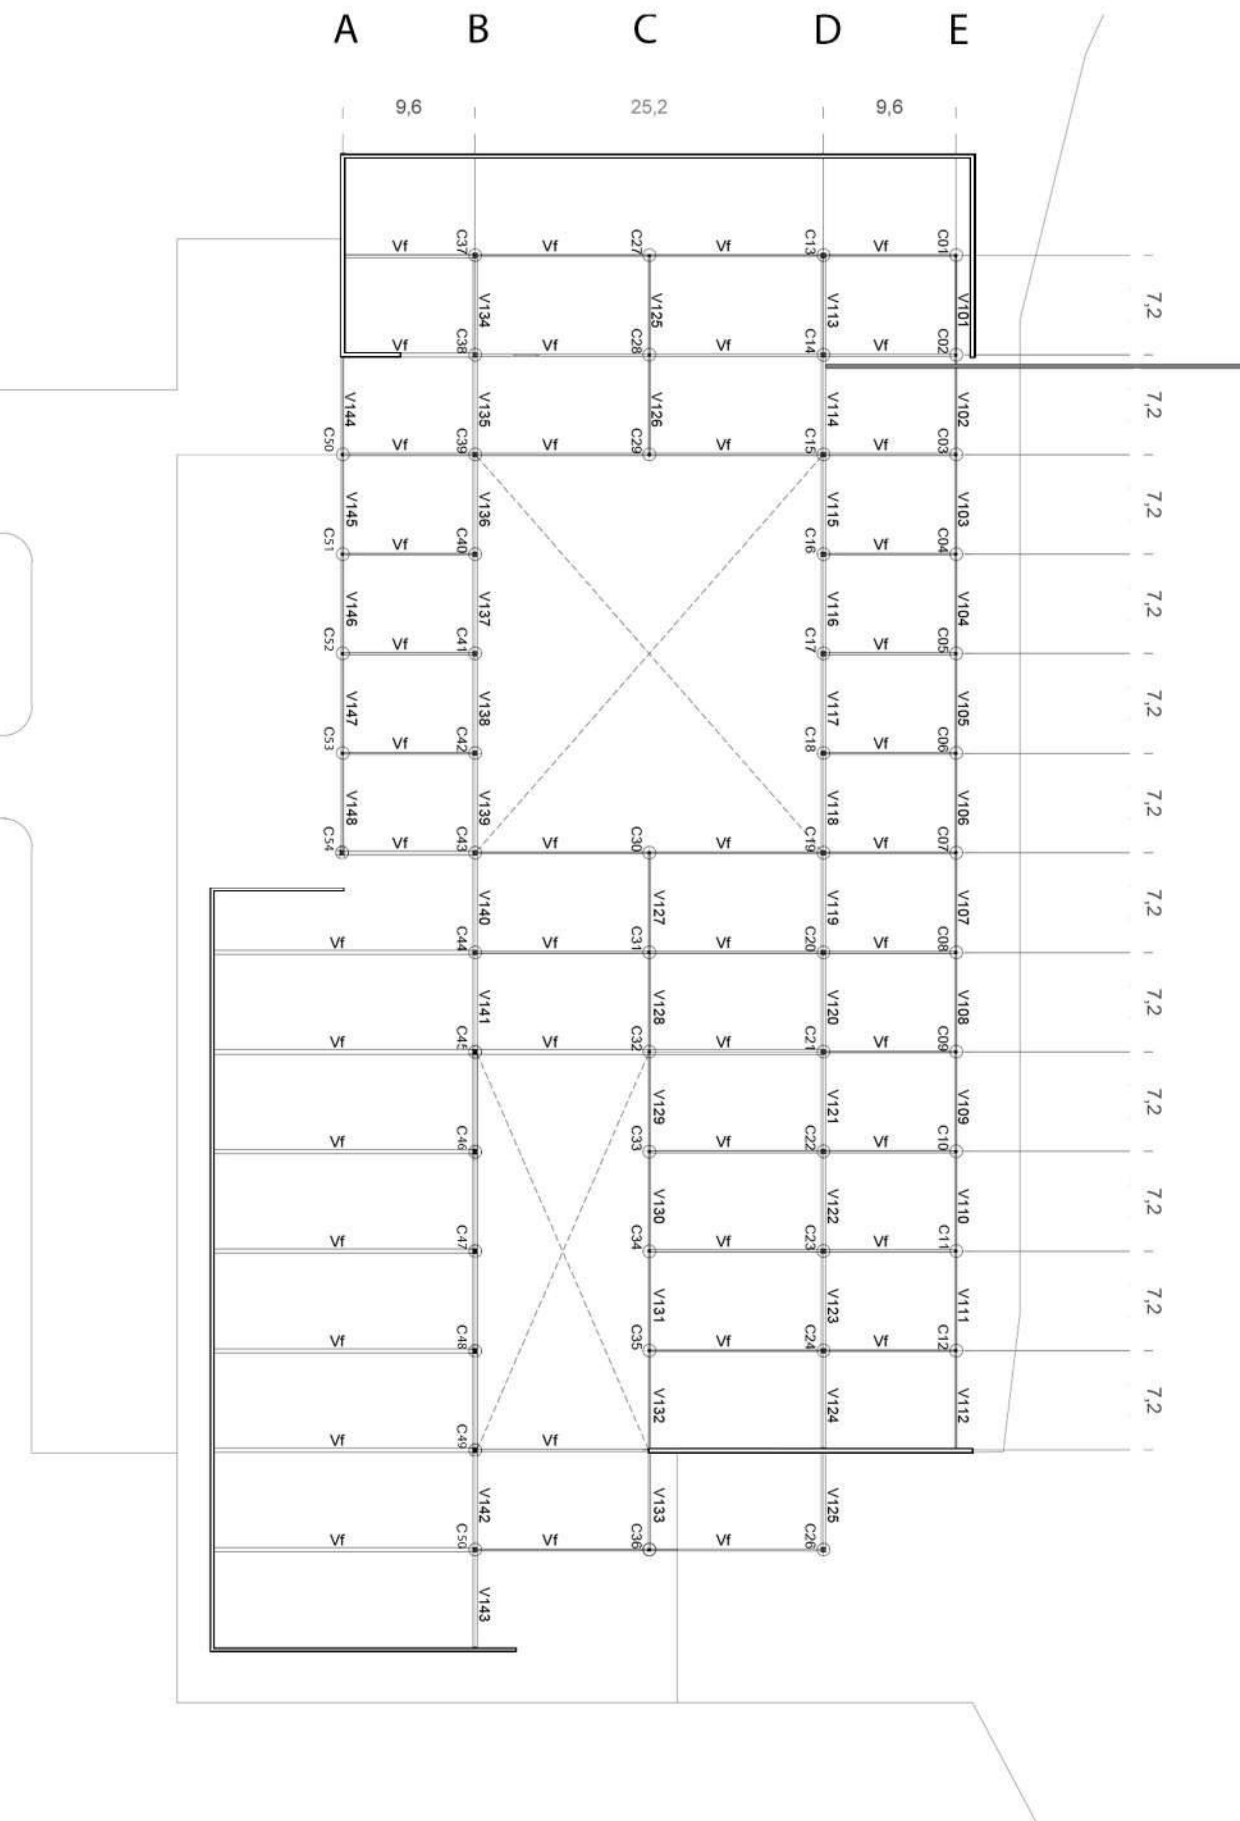 A B C D E
9,6 25,2 9,6
C37 Vf Vf C27 Vf C13 Vf C01
V134 V125 V113 V101 7,2
Vf C38 Vf C28 Vf C14 Vf C02
V144 V135 V126 V114 V102 7,2
C50 Vf C39 Vf C29 Vf C15 Vf C03
V145 V136 V115 V103 7,2
C51 Vf C40 C16 Vf C04
V146 V137 V116 V104 7,2
C52 Vf C41 C17 Vf C05
V147 V138 V117 V105 7,2
C53 Vf C42 C18 Vf C06
V148 V139 V118 V106 7,2
C54 Vf C43 Vf C30 Vf C19 Vf C07
V140 V127 V119 V107 7,2
Vf C44 Vf C31 Vf C20 Vf C08
V141 V128 V120 V108 7,2
Vf C45 Vf C32 Vf C21 Vf C09
V129 V121 V109 7,2
Vf C46 C33 Vf C22 Vf C10
V130 V122 V110 7,2
Vf C47 C34 Vf C23 Vf C11
V131 V123 V111 7,2
Vf C48 C35 Vf C24 Vf C12
V132 V124 V112 7,2
Vf C49 Vf
V142 V133 V125
Vf C50 Vf C36 Vf C26
V143